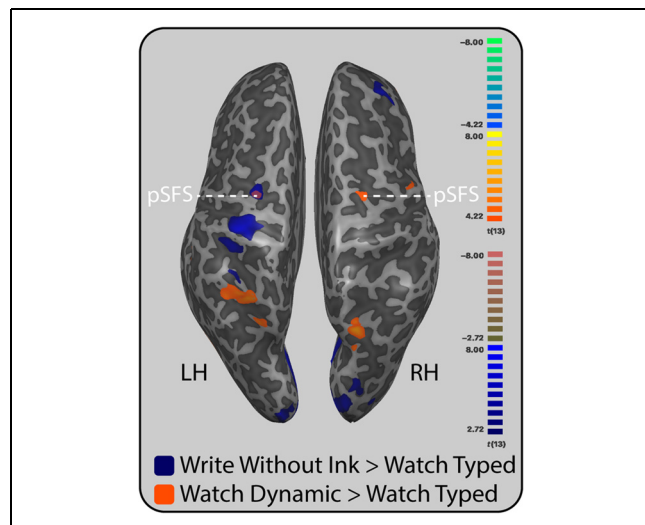 -8.00
-4.22
8.00
pSFS pSFS
4.22
t(13)
-8.00
-2.72
8.00
LH RH
2.72
t(13)
Write Without Ink > Watch Typed
Watch Dynamic > Watch Typed